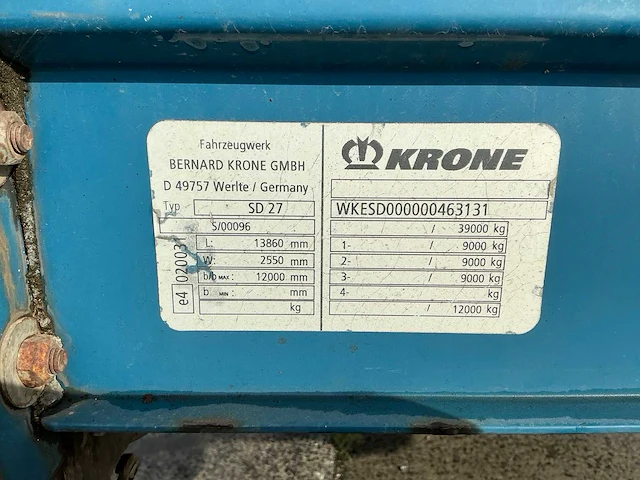 Fahrzeugwerk
BERNARD KRONE GMBH
D 49757 Werlte / Germany
Typ SD 27
S/00096
L: 13860 mm
W: 2550 mm
b/b MAX : 12000 mm
b. MIN : mm
kg
e4 020031
KRONE
WKESD000000463131
/ 39000 kg
1- / 9000 kg
2- / 9000 kg
3- / 9000 kg
4- kg
/ 12000 kg